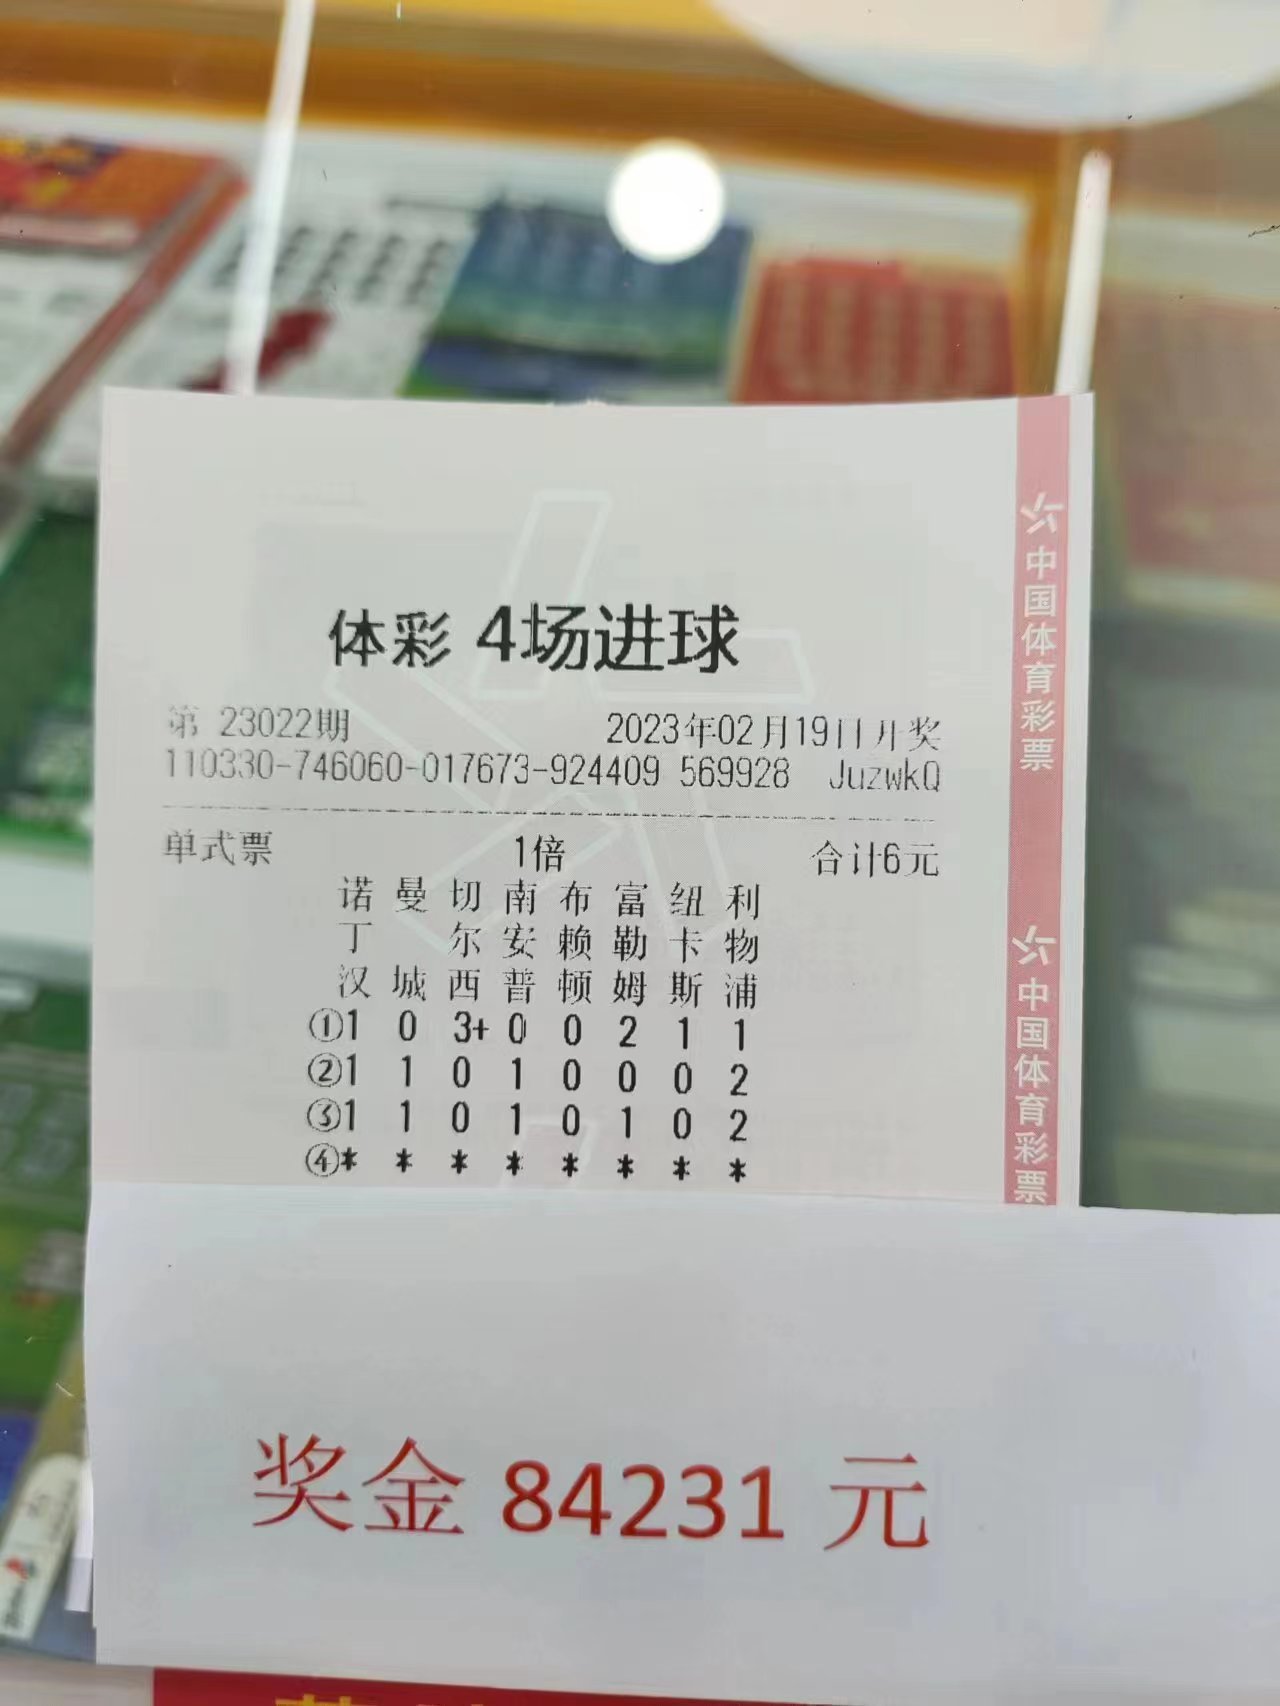 体彩 4场进球
第 23022期 2023年02月19日开奖
110330-746060-017673-924409 569928 JuzwkQ
单式票 1倍 合计6元
诺 曼 切 南 布 富 纽 利
丁 尔 安 赖 勒 卡 物
汉 城 西 普 顿 姆 斯 浦
①1 0 3+ 0 0 2 1 1
②1 1 0 1 0 0 0 2
③1 1 0 1 0 1 0 2
④* * * * * * * *
中国体育彩票
中国体育彩票
奖金 84231 元